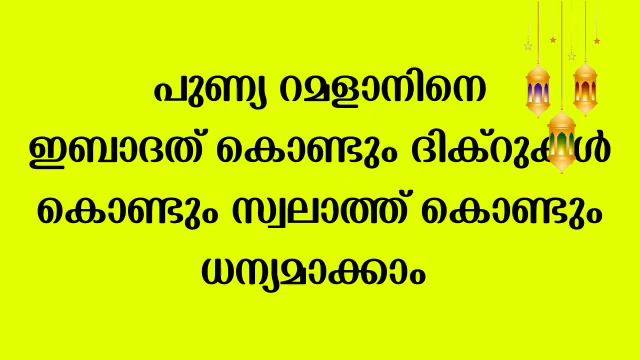 പുണ്യ റമളാനിനെ
ഇബാദത് കൊണ്ടും ദിക്റുകൾ
കൊണ്ടും സ്വലാത്ത് കൊണ്ടും
ധന്യമാക്കാം